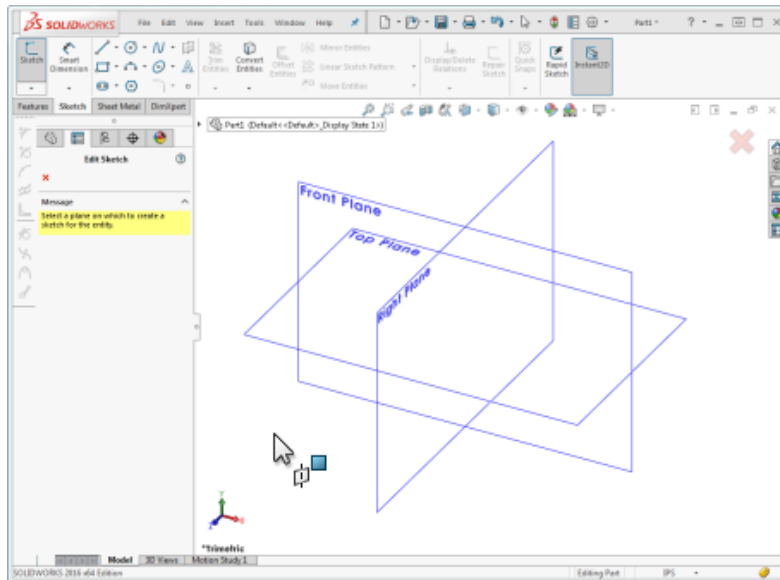 SOLIDWORKS File Edit View Insert Tools Window Help Part1 *
Sketch Smart Dimension Trim Entities Convert Entities Offset Entities Mirror Entities Linear Sketch Pattern Move Entities Display/Delete Relations Repair Sketch Quick Snaps Rapid Sketch Instant2D
Features Sketch Sheet Metal DimXpert
Part1 (Default<<Default>_Display State 1>)
Edit Sketch
Message
Select a plane on which to create a
sketch for the entity.
Front Plane
Top Plane
Right Plane
*Trimetric
Model 3D Views Motion Study 1
SOLIDWORKS 2016 x64 Edition Editing Part IPS